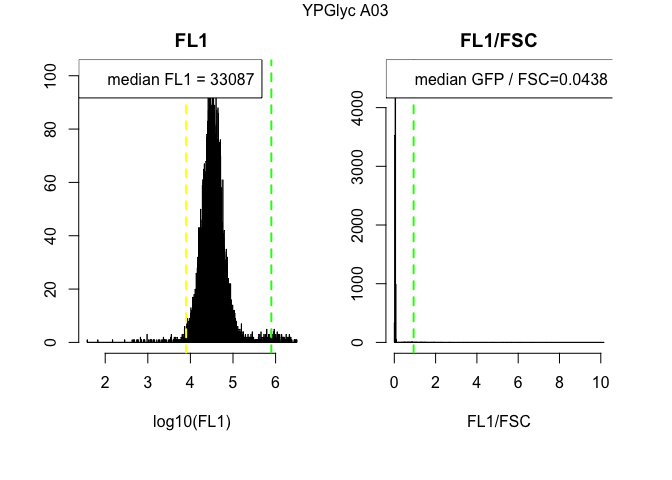 YPGlyc A03
FL1
median FL1 = 33087
100
80
60
40
20
0
2 3 4 5 6
log10(FL1)
FL1/FSC
median GFP / FSC=0.0438
4000
3000
2000
1000
0
0 2 4 6 8 10
FL1/FSC